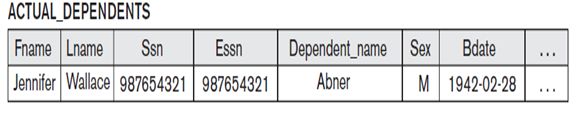 ACTUAL_DEPENDENTS
Fname Lname Ssn Essn Dependent_name Sex Bdate ...
Jennifer Wallace 987654321 987654321 Abner M 1942-02-28 ...